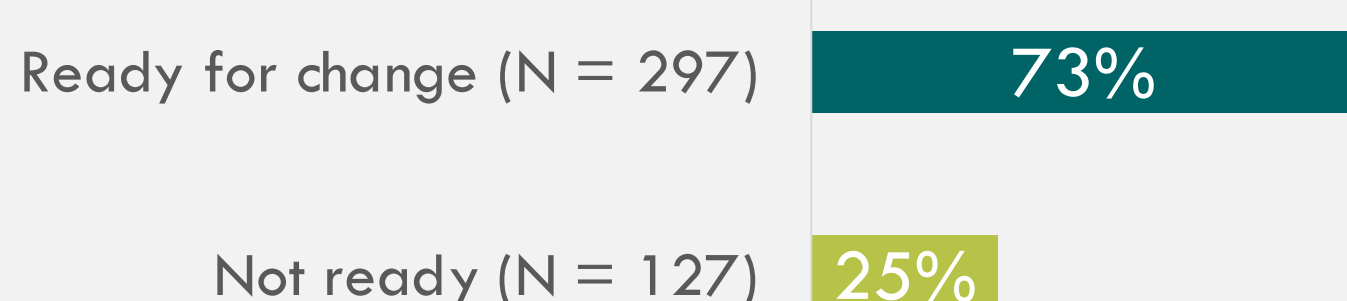 Ready for change (N = 297) 73%
Not ready (N = 127) 25%